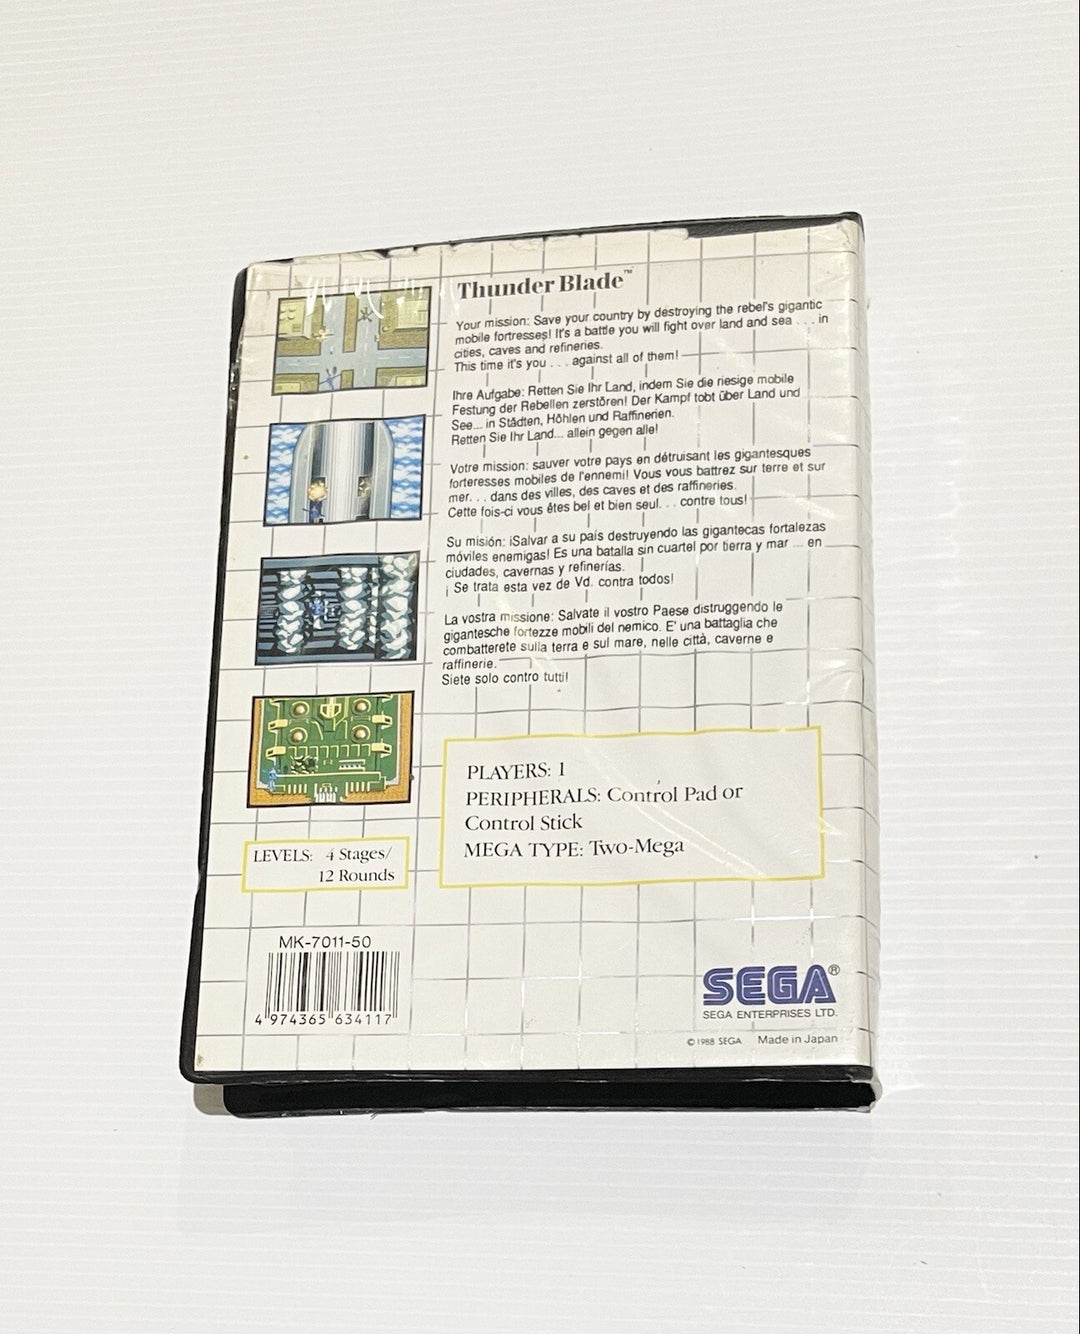 Thunder Blade™
Your mission: Save your country by destroying the rebel's gigantic
mobile fortresses! It's a battle you will fight over land and sea . . . in
cities, caves and refineries.
This time it's you . . . against all of them!
Ihre Aufgabe: Retten Sie Ihr Land, indem Sie die riesige mobile
Festung der Rebellen zerstören! Der Kampf tobt über Land und
See... in Städten, Höhlen und Raffinerien.
Retten Sie Ihr Land... allein gegen alle!
Votre mission: sauver votre pays en détruisant les gigantesques
forteresses mobiles de l'ennemi! Vous vous battrez sur terre et sur
mer. . . dans des villes, des caves et des raffineries.
Cette fois-ci vous êtes bel et bien seul. . . contre tous!
Su misión: ¡Salvar a su país destruyendo las gigantecas fortalezas
móviles enemigas! Es una batalla sin cuartel por tierra y mar ... en
ciudades, cavernas y refinerías.
¡ Se trata esta vez de Vd. contra todos!
La vostra missione: Salvate il vostro Paese distruggendo le
gigantesche fortezze mobili del nemico. E' una battaglia che
combatterete sulla terra e sul mare, nelle città, caverne e
raffinerie.
Siete solo contro tutti!
PLAYERS: 1
PERIPHERALS: Control Pad or
Control Stick
MEGA TYPE: Two-Mega
LEVELS: 4 Stages/
12 Rounds
MK-7011-50
4 974365 634117
SEGA®
SEGA ENTERPRISES LTD.
© 1988 SEGA Made in Japan